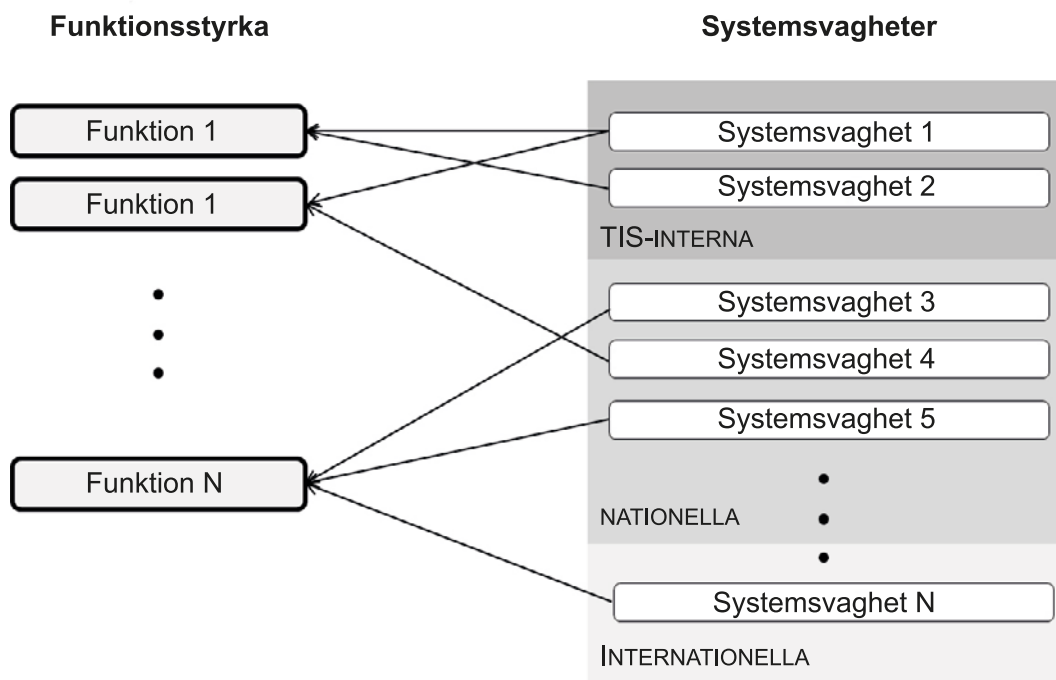 Funktionsstyrka
Systemsvagheter
Funktion 1
Funktion 1
Funktion N
Systemsvaghet 1
Systemsvaghet 2
TIS-INTERNA
Systemsvaghet 3
Systemsvaghet 4
Systemsvaghet 5
NATIONELLA
Systemsvaghet N
INTERNATIONELLA